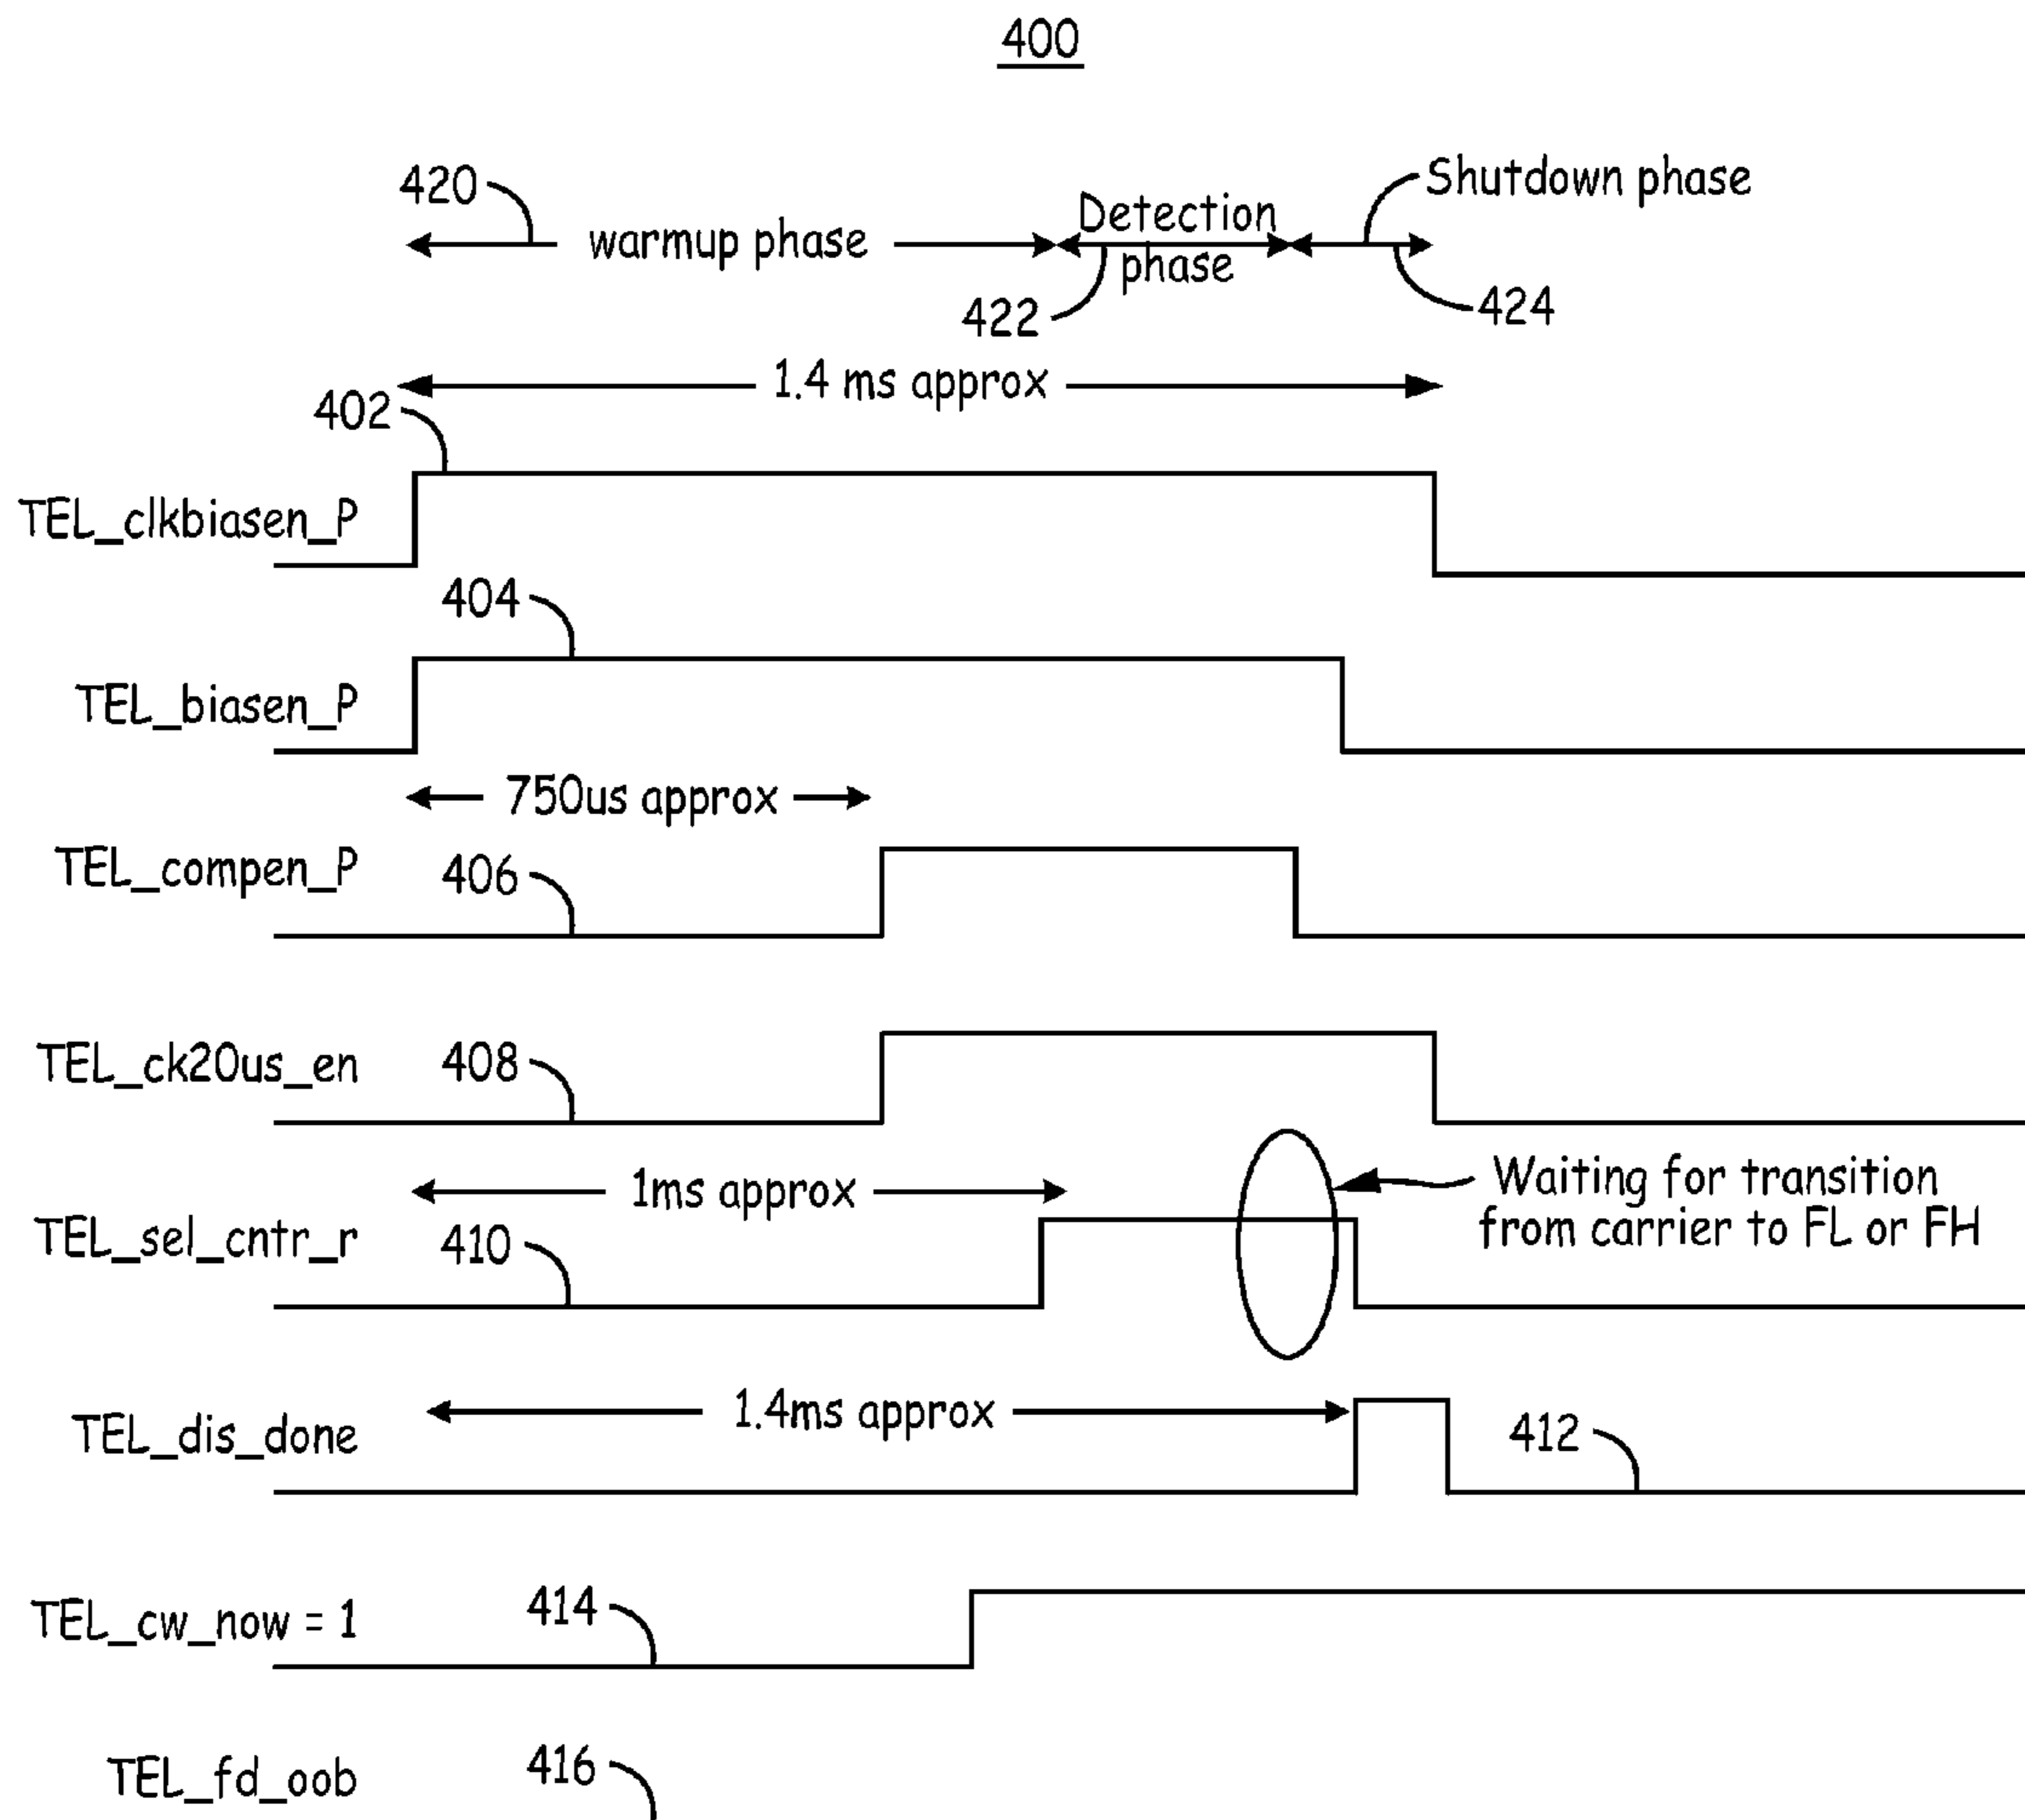 400
420
warmup phase
Detection
phase
Shutdown phase
422
424
1.4 ms approx
402
TEL_clkbiasen_P
404
TEL_biasen_P
750us approx
TEL_compen_P
406
TEL_ck20us_en
408
1ms approx
Waiting for transition
from carrier to FL or FH
TEL_sel_cntr_r
410
1.4ms approx
TEL_dis_done
412
TEL_cw_now = 1
414
TEL_fd_oob
416